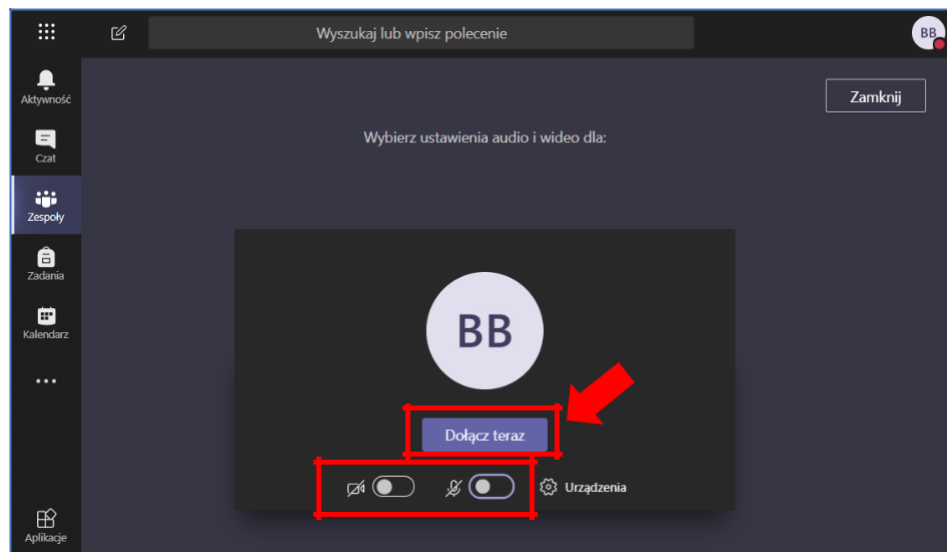 Wyszukaj lub wpisz polecenie
BB
Aktywność
Czat
Zespoły
Zadania
Kalendarz
Aplikacje
Zamknij
Wybierz ustawienia audio i wideo dla:
BB
Dołącz teraz
Urządzenia